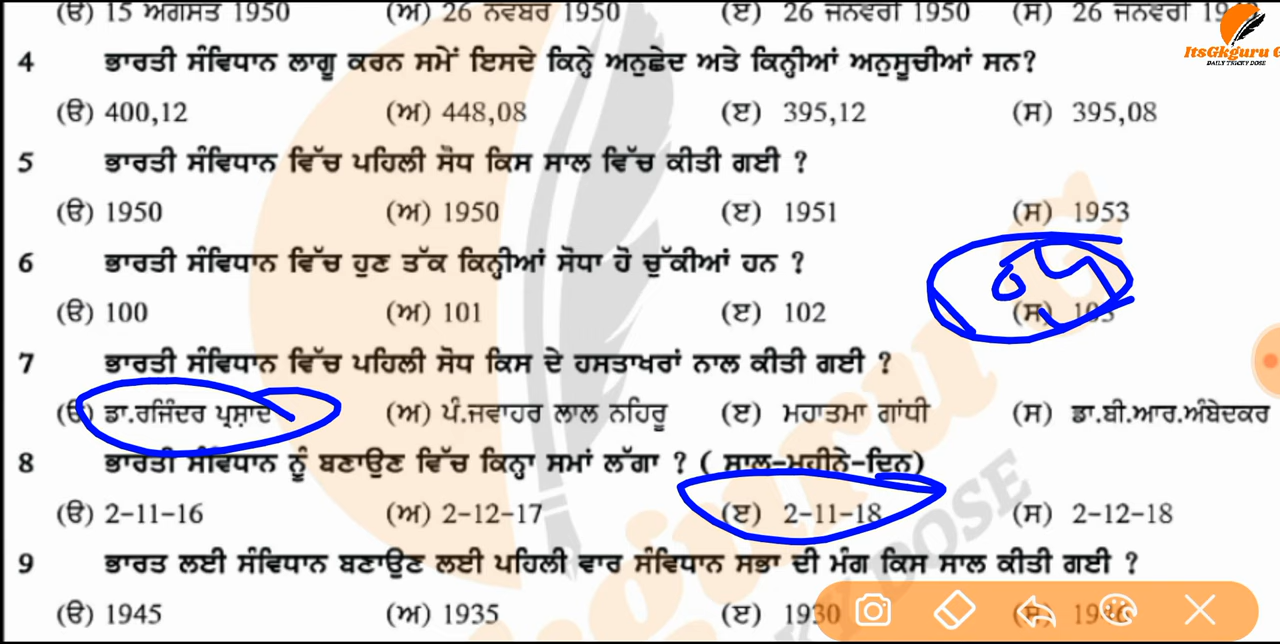 (ੳ) 15 ਅਗਸਤ 1950 (ਅ) 26 ਨਵੰਬਰ 1950 (ੲ) 26 ਜਨਵਰੀ 1950 (ਸ) 26 ਜਨਵਰੀ
ItsGkguru G
DAILY TRICKY DOSE
4 ਭਾਰਤੀ ਸੰਵਿਧਾਨ ਲਾਗੂ ਕਰਨ ਸਮੇਂ ਇਸਦੇ ਕਿਨ੍ਹੇ ਅਨੁਛੇਦ ਅਤੇ ਕਿਨ੍ਹੀਆਂ ਅਨੁਸੂਚੀਆਂ ਸਨ?
(ੳ) 400,12 (ਅ) 448,08 (ੲ) 395,12 (ਸ) 395,08
5 ਭਾਰਤੀ ਸੰਵਿਧਾਨ ਵਿੱਚ ਪਹਿਲੀ ਸੋਧ ਕਿਸ ਸਾਲ ਵਿੱਚ ਕੀਤੀ ਗਈ ?
(ੳ) 1950 (ਅ) 1950 (ੲ) 1951 (ਸ) 1953
6 ਭਾਰਤੀ ਸੰਵਿਧਾਨ ਵਿੱਚ ਹੁਣ ਤੱਕ ਕਿਨ੍ਹੀਆਂ ਸੋਧਾ ਹੋ ਚੁੱਕੀਆਂ ਹਨ ?
(ੳ) 100 (ਅ) 101 (ੲ) 102 (ਸ) 103
7 ਭਾਰਤੀ ਸੰਵਿਧਾਨ ਵਿੱਚ ਪਹਿਲੀ ਸੋਧ ਕਿਸ ਦੇ ਹਸਤਾਖਰਾਂ ਨਾਲ ਕੀਤੀ ਗਈ ?
(ੳ) ਡਾ.ਰਜਿੰਦਰ ਪ੍ਰਸ਼ਾਦ (ਅ) ਪੰ.ਜਵਾਹਰ ਲਾਲ ਨਹਿਰੂ (ੲ) ਮਹਾਤਮਾ ਗਾਂਧੀ (ਸ) ਡਾ.ਬੀ.ਆਰ.ਅੰਬੇਦਕਰ
8 ਭਾਰਤੀ ਸੰਵਿਧਾਨ ਨੂੰ ਬਣਾਉਣ ਵਿੱਚ ਕਿਨ੍ਹਾ ਸਮਾਂ ਲੱਗਾ ? ( ਸਾਲ-ਮਹੀਨੇ-ਦਿਨ)
(ੳ) 2-11-16 (ਅ) 2-12-17 (ੲ) 2-11-18 (ਸ) 2-12-18
9 ਭਾਰਤ ਲਈ ਸੰਵਿਧਾਨ ਬਣਾਉਣ ਲਈ ਪਹਿਲੀ ਵਾਰ ਸੰਵਿਧਾਨ ਸਭਾ ਦੀ ਮੰਗ ਕਿਸ ਸਾਲ ਕੀਤੀ ਗਈ ?
(ੳ) 1945 (ਅ) 1935 (ੲ) 1930 (ਸ)